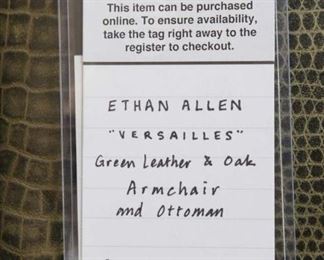 This item can be purchased
online. To ensure availability,
take the tag right away to the
register to checkout.
ETHAN ALLEN
"VERSAILLES"
Green Leather & Oak
Armchair
and Ottoman